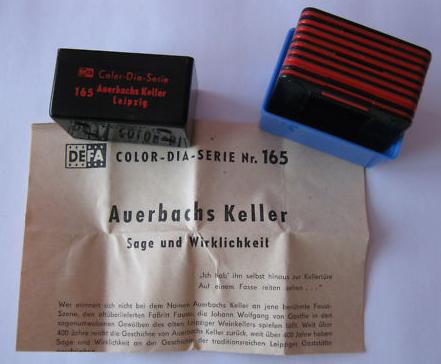 DEFA Color-Dia-Serie
165 Auerbachs Keller
Leipzig
DEFA COLOR-DIA-SERIE Nr. 165
Auerbachs Keller
Sage und Wirklichkeit
„Ich hab' ihn selbst hinaus zur Kellertüre
Auf einem Fasse reiten sehen . . ."
Wer erinnert sich nicht bei dem Namen Auerbachs Keller an jene berühmte Faust-
Szene, den altüberlieferten Faßritt Fausts, die Johann Wolfgang von Goethe in den
sagenumwobenen Gewölben des alten Leipziger Weinkellers spielen läßt. Weit über
400 Jahre reicht die Geschichte von Auerbachs Keller zurück, weit über 400 Jahre haben
Sage und Wirklichkeit an der Geschichte der traditionsreichen Leipziger Gaststätte